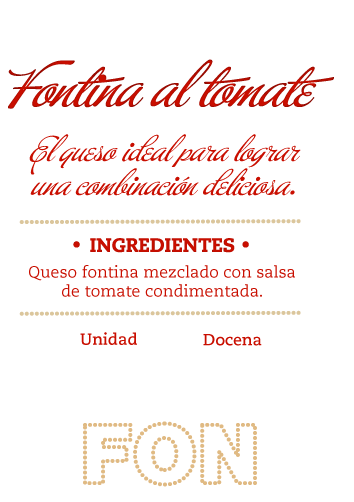 Fontina al tomate
El queso ideal para lograr
una combinación deliciosa.
• INGREDIENTES •
Queso fontina mezclado con salsa
de tomate condimentada.
Unidad Docena
FON